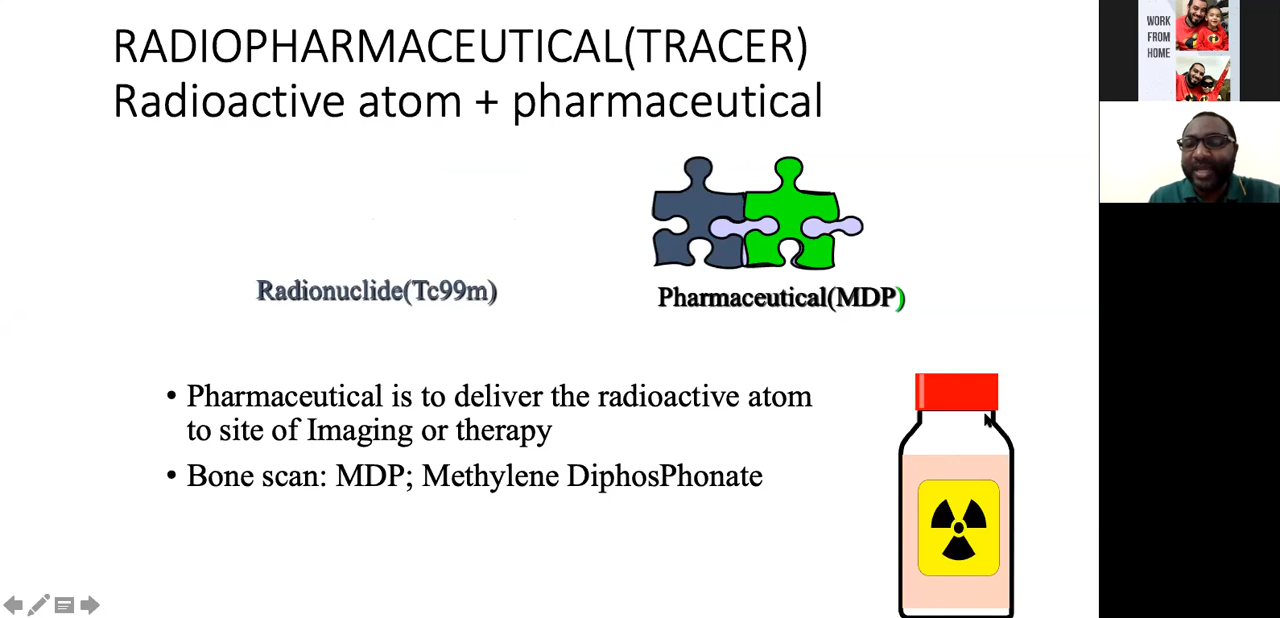 RADIOPHARMACEUTICAL(TRACER)
Radioactive atom + pharmaceutical
WORK
FROM
HOME
Radionuclide(Tc99m)
Pharmaceutical(MDP)
• Pharmaceutical is to deliver the radioactive atom
to site of Imaging or therapy
• Bone scan: MDP; Methylene DiphosPhonate